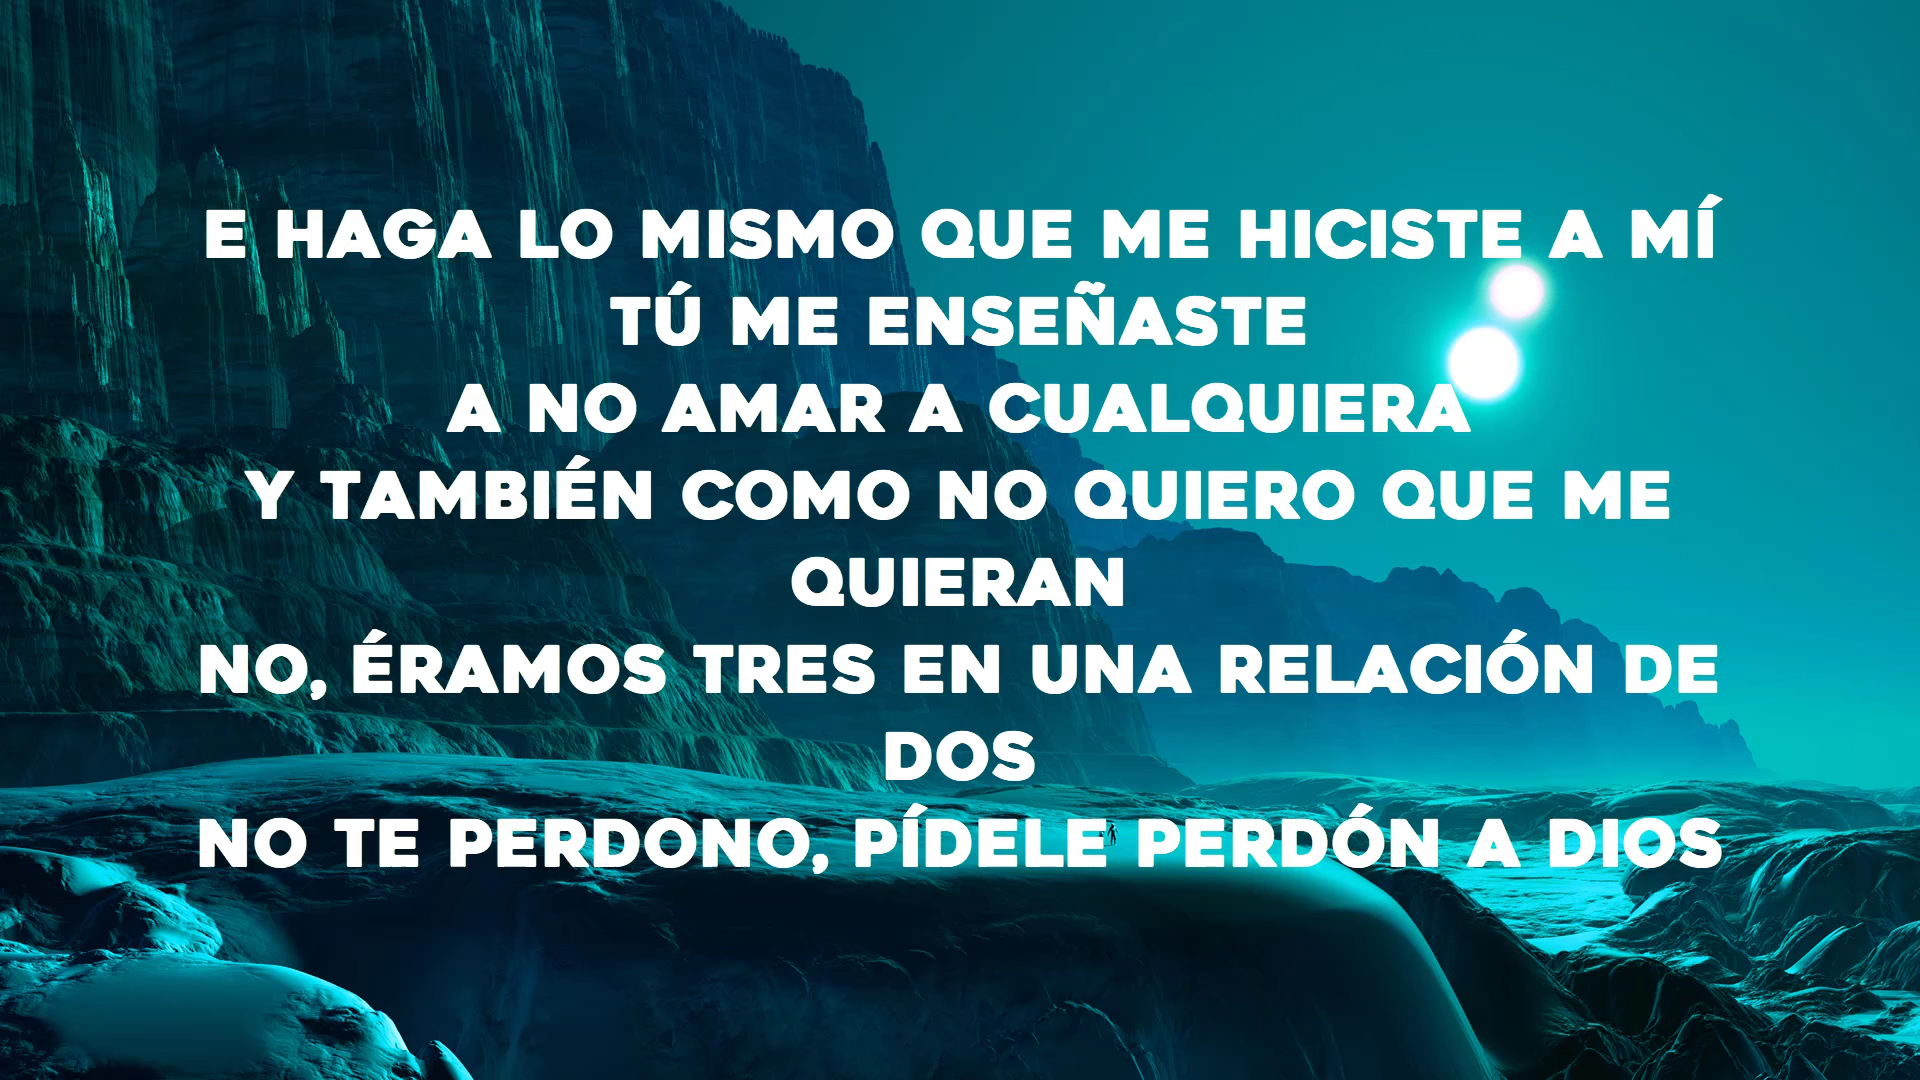 E HAGA LO MISMO QUE ME HICISTE A MÍ
TÚ ME ENSEÑASTE
A NO AMAR A CUALQUIERA
Y TAMBIÉN COMO NO QUIERO QUE ME
QUIERAN
NO, ÉRAMOS TRES EN UNA RELACIÓN DE
DOS
NO TE PERDONO, PÍDELE PERDÓN A DIOS